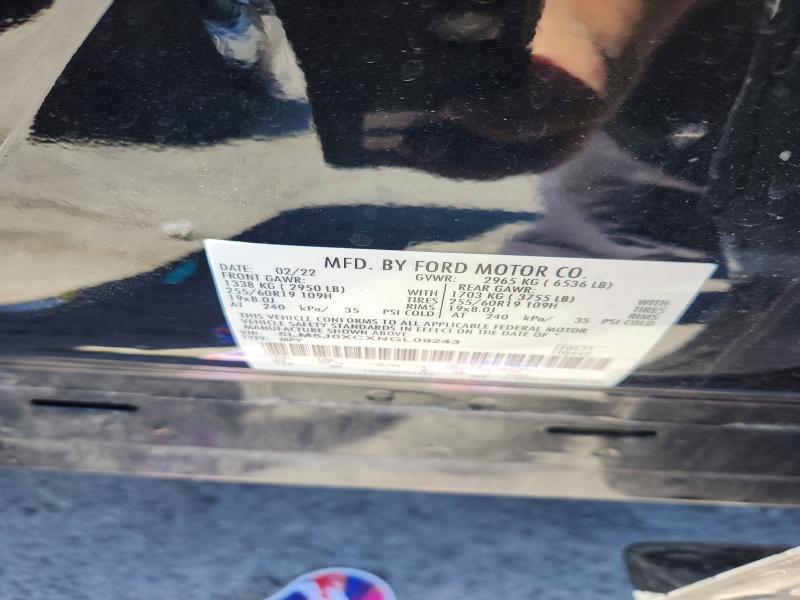 MFD. BY FORD MOTOR CO.
DATE: 02/22 GVWR: 2965 KG ( 6536 LB)
FRONT GAWR: REAR GAWR:
1338 KG ( 2950 LB) WITH 1703 KG ( 3755 LB) WITH
255/60R19 109H TIRES 255/60R19 109H TIRES
19x8.0J RIMS 19x8.0J RIMS
AT 240 kPa/ 35 PSI COLD AT 240 kPa/ 35 PSI COLD
THIS VEHICLE CONFORMS TO ALL APPLICABLE FEDERAL MOTOR
VEHICLE SAFETY STANDARDS IN EFFECT ON THE DATE OF
MANUFACTURE SHOWN ABOVE.
VIN: 5LM5J0XCXNGL09243
TYPE: MPV